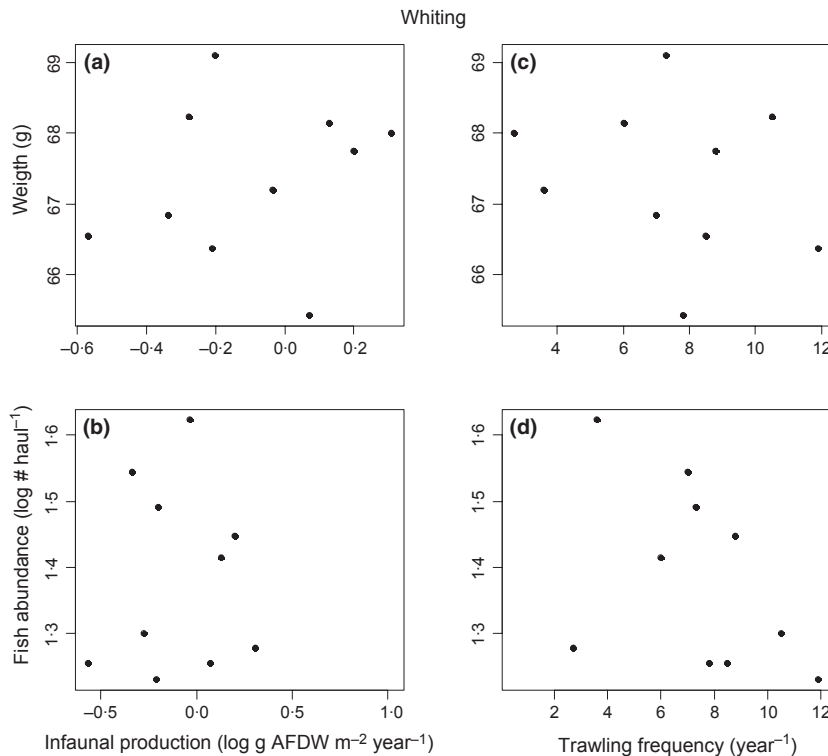 Whiting
(a)
(c)
Weigth (g)
69
68
67
66
–0·6 –0·4 –0·2 0·0 0·2
4 6 8 10 12
(b)
(d)
Fish abundance (log # haul⁻¹)
1·6
1·5
1·4
1·3
–0·5 0·0 0·5 1·0
2 4 6 8 10 12
Infaunal production (log g AFDW m⁻² year⁻¹)
Trawling frequency (year⁻¹)
69
68
67
66
1·6
1·5
1·4
1·3